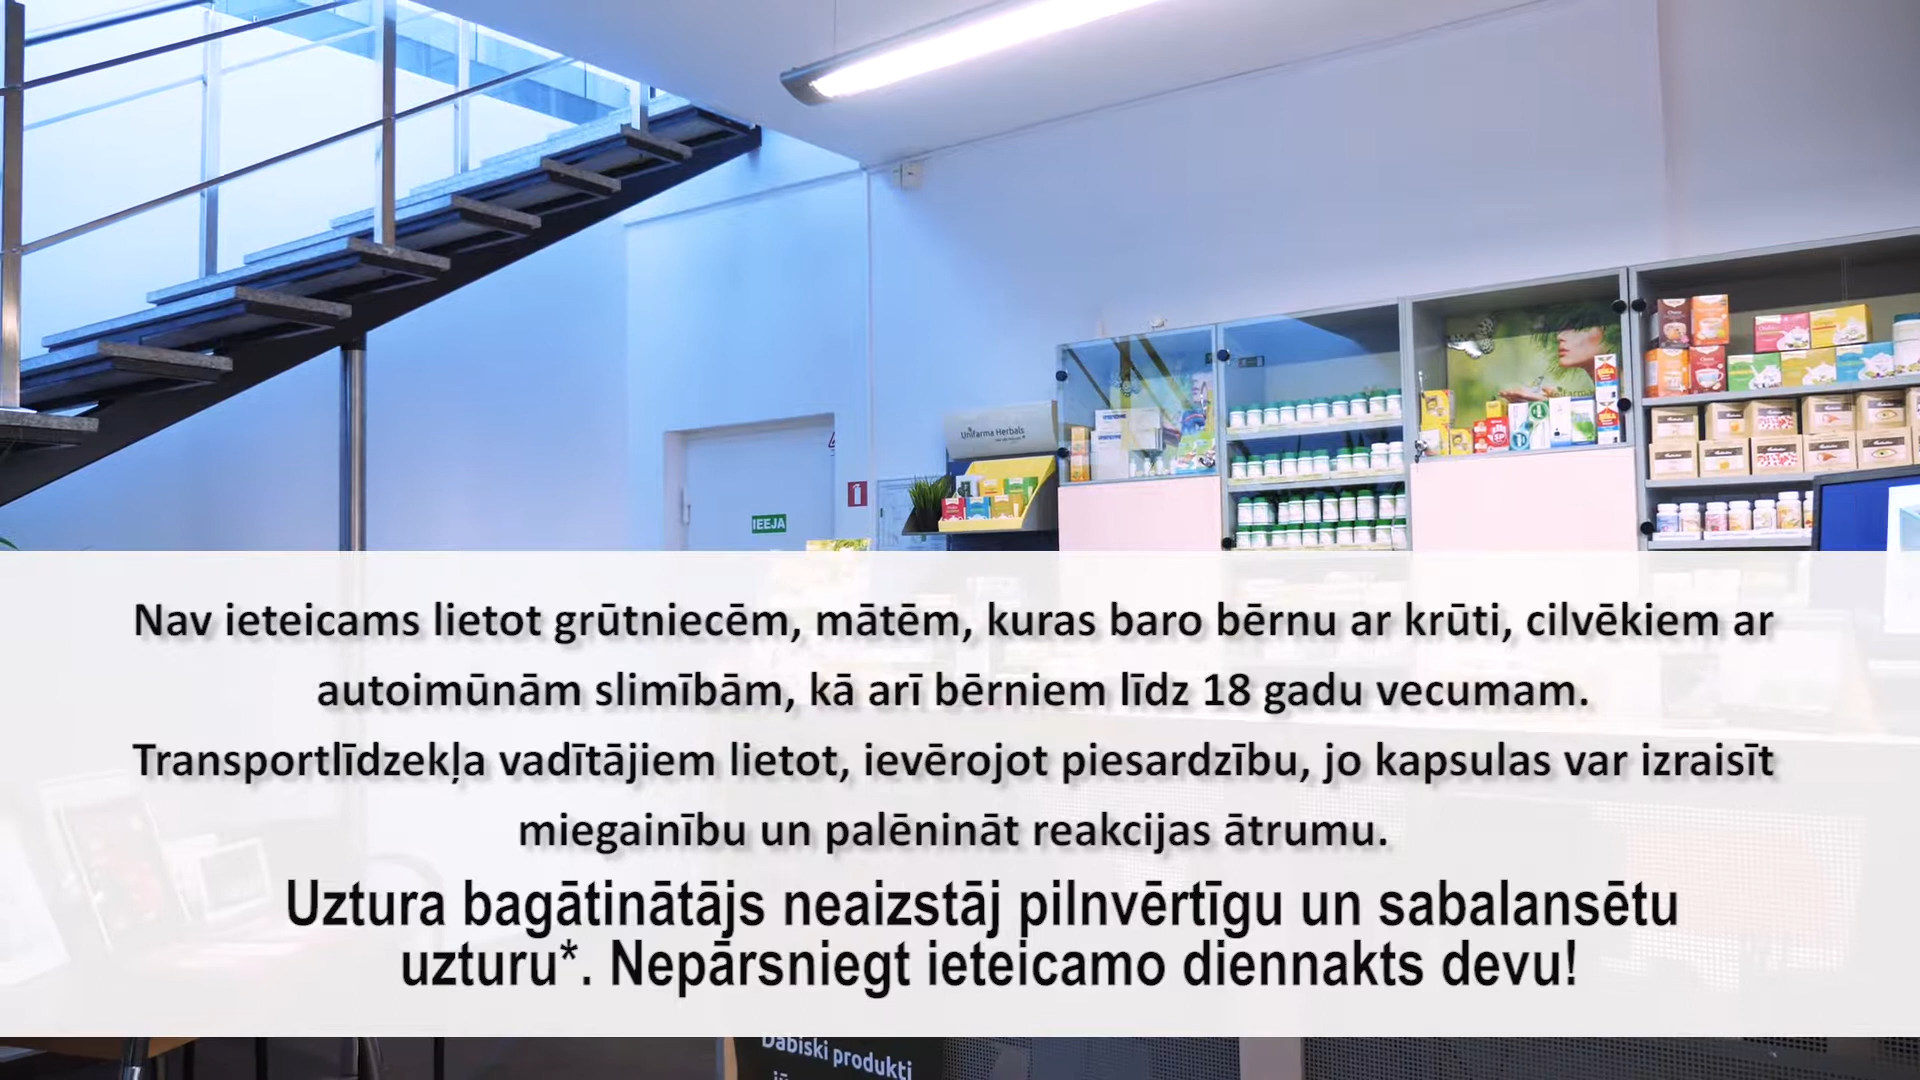 Unifarma Herbals
IEEJA
Nav ieteicams lietot grūtniecēm, mātēm, kuras baro bērnu ar krūti, cilvēkiem ar
autoimūnām slimībām, kā arī bērniem līdz 18 gadu vecumam.
Transportlīdzekļa vadītājiem lietot, ievērojot piesardzību, jo kapsulas var izraisīt
miegainību un palēnināt reakcijas ātrumu.
Uztura bagātinātājs neaizstāj pilnvērtīgu un sabalansētu
uzturu*. Nepārsniegt ieteicamo diennakts devu!
Dabiski produkti